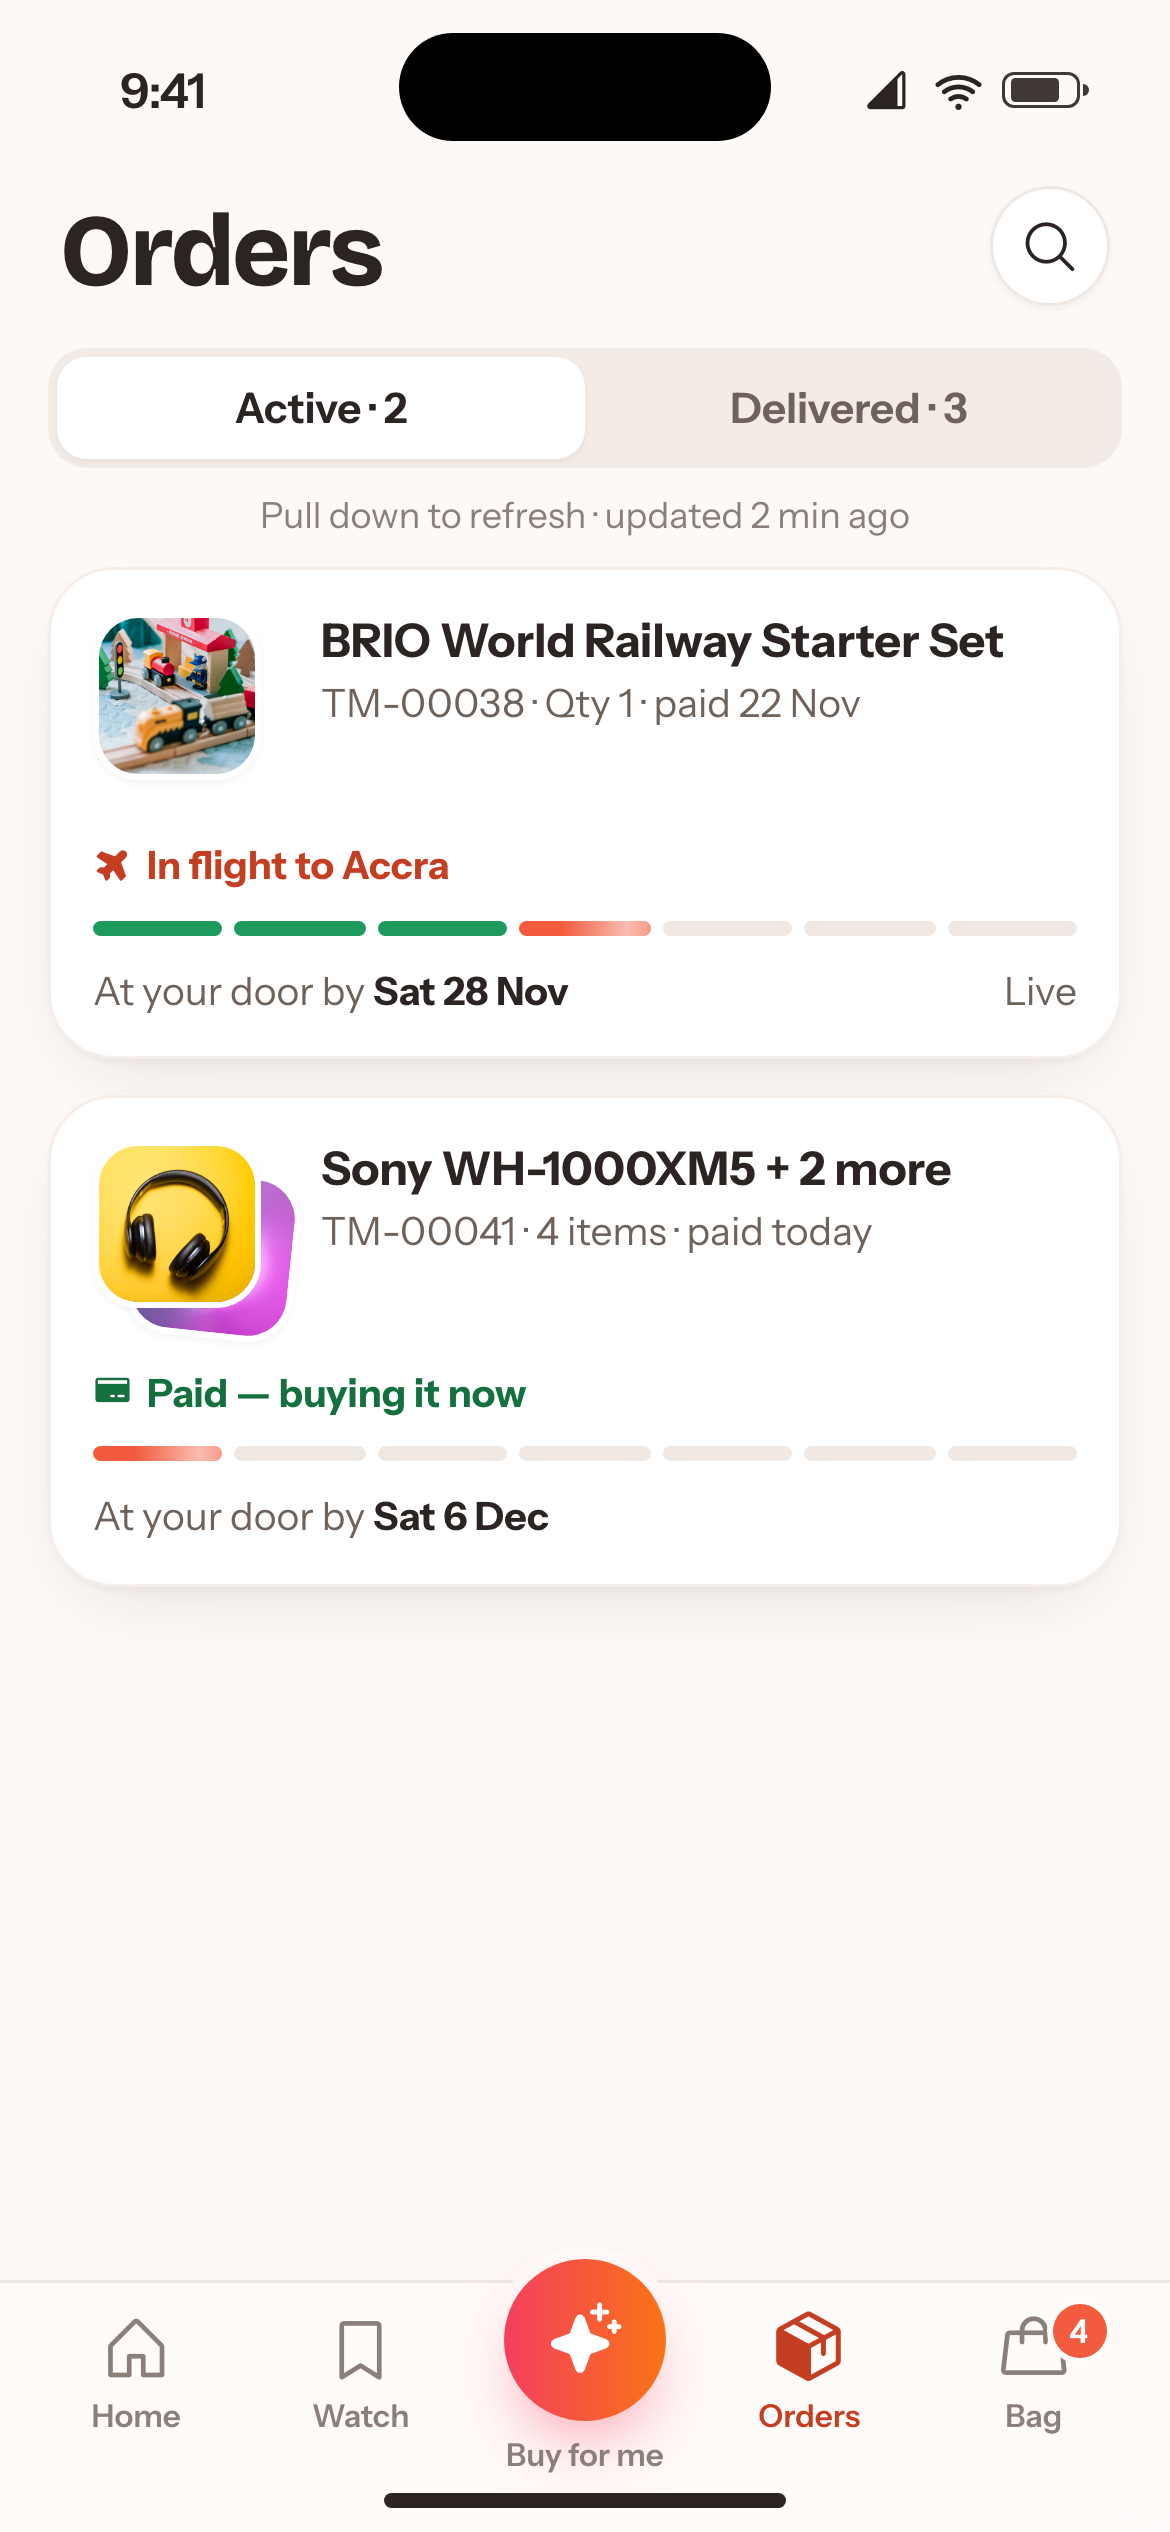 9:41
Orders
Active · 2
Delivered · 3
Pull down to refresh · updated 2 min ago
BRIO World Railway Starter Set
TM-00038 · Qty 1 · paid 22 Nov
In flight to Accra
At your door by Sat 28 Nov
Live
Sony WH-1000XM5 + 2 more
TM-00041 · 4 items · paid today
Paid — buying it now
At your door by Sat 6 Dec
Home
Watch
Buy for me
Orders
4
Bag